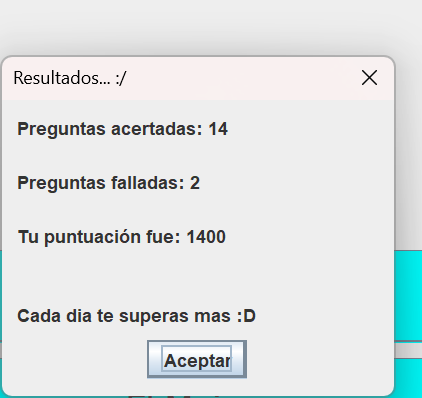 Resultados... :/
Preguntas acertadas: 14
Preguntas falladas: 2
Tu puntuación fue: 1400
Cada dia te superas mas :D
Aceptar